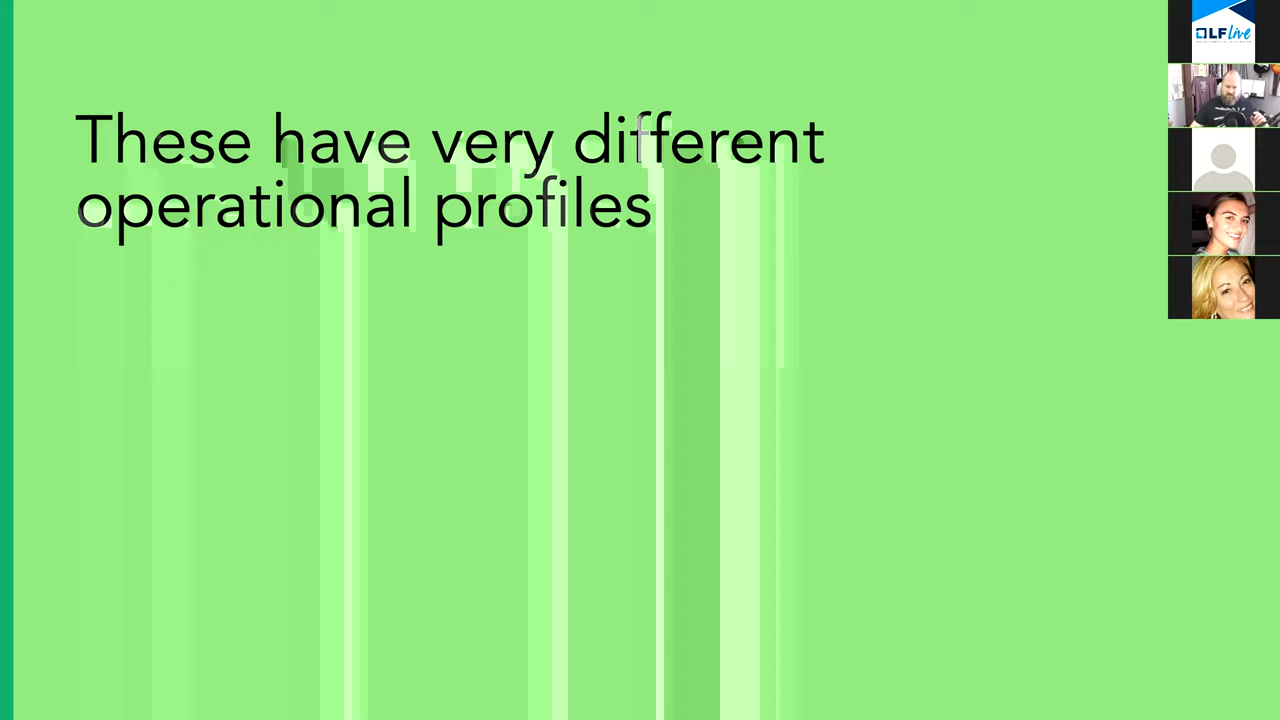 These have very different
operational profiles
LF Live